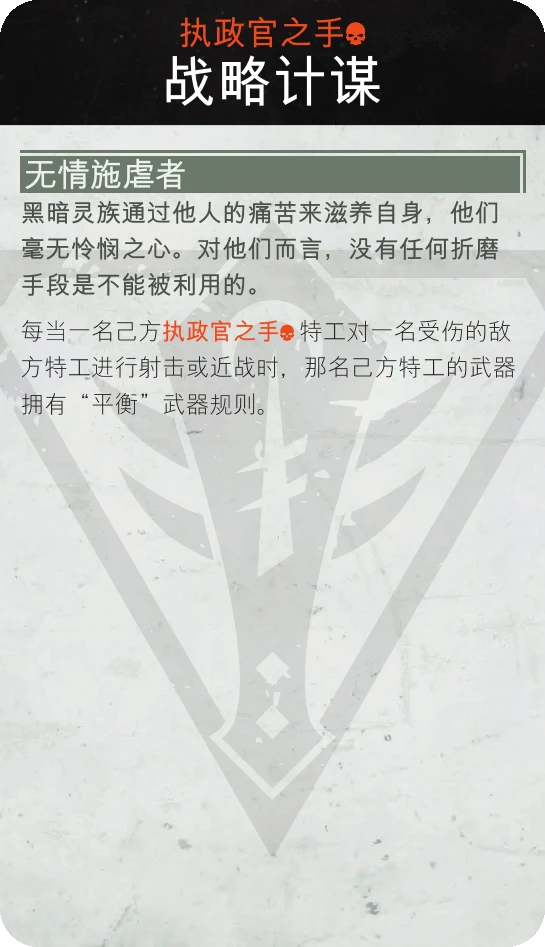 执政官之手
战略计谋
无情施虐者
黑暗灵族通过他人的痛苦来滋养自身，他们
毫无怜悯之心。对他们而言，没有任何折磨
手段是不能被利用的。
每当一名己方执政官之手特工对一名受伤的敌
方特工进行射击或近战时，那名己方特工的武器
拥有“平衡”武器规则。